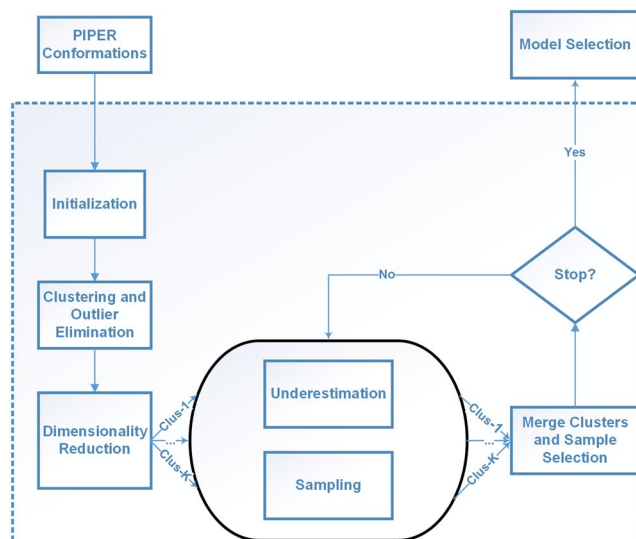 PIPER
Conformations
Model Selection
Yes
Initialization
Stop?
No
Clustering and
Outlier
Elimination
Underestimation
Dimensionality
Reduction
Clus-1
...
Clus-K
Clus-1
...
Clus-K
Merge Clusters
and Sample
Selection
Sampling